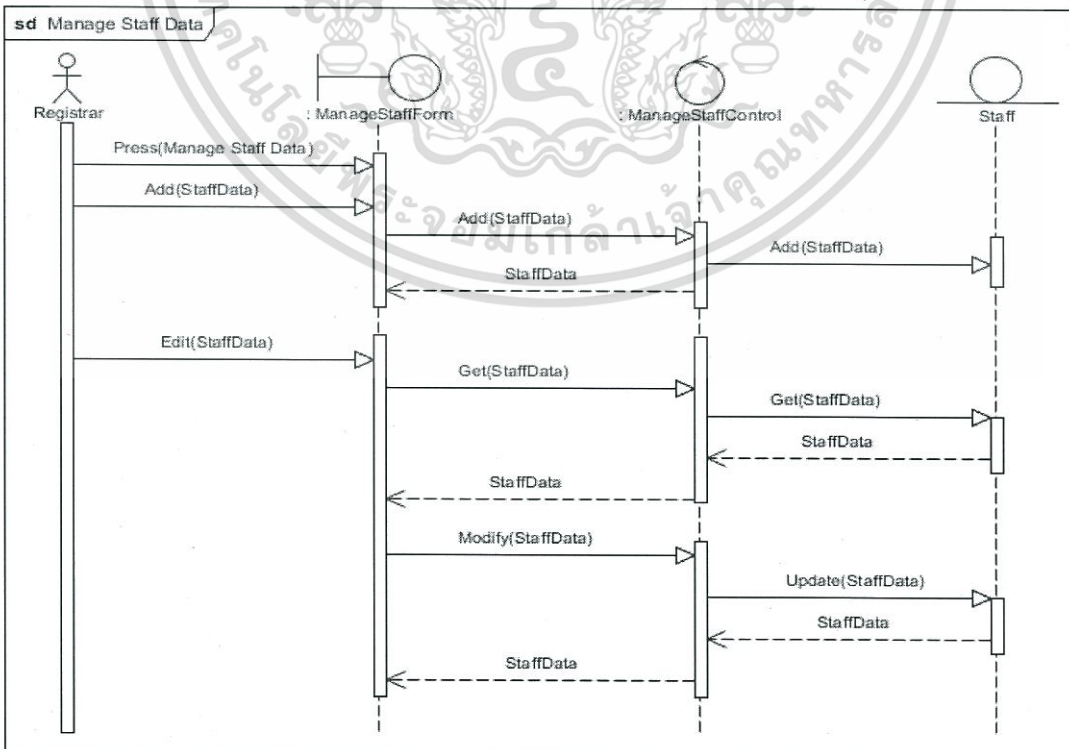 sd Manage Staff Data
Registrar
: ManageStaffForm
: ManageStaffControl
Staff
Press(Manage Staff Data)
Add(StaffData)
Add(StaffData)
Add(StaffData)
StaffData
Edit(StaffData)
Get(StaffData)
Get(StaffData)
StaffData
StaffData
Modify(StaffData)
Update(StaffData)
StaffData
StaffData